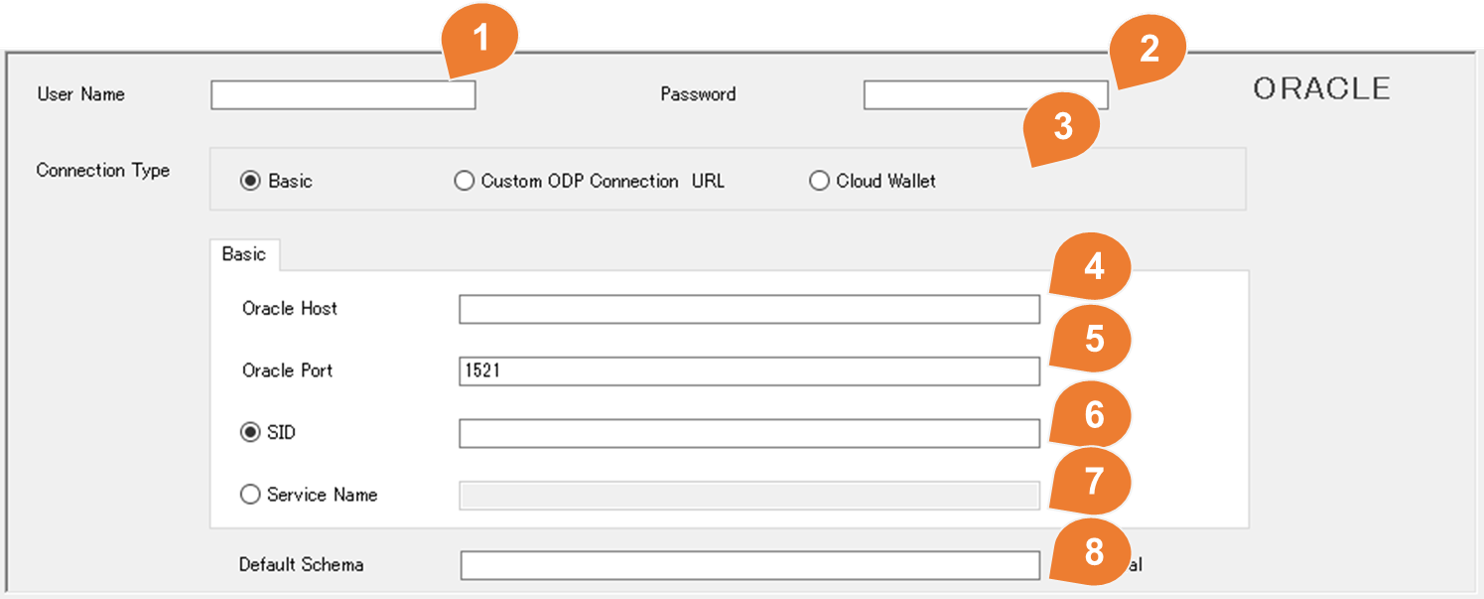 1
2
User Name Password ORACLE
3
Connection Type Basic Custom ODP Connection URL Cloud Wallet
Basic
4
Oracle Host
5
Oracle Port 1521
6
SID
7
Service Name
8
Default Schema al